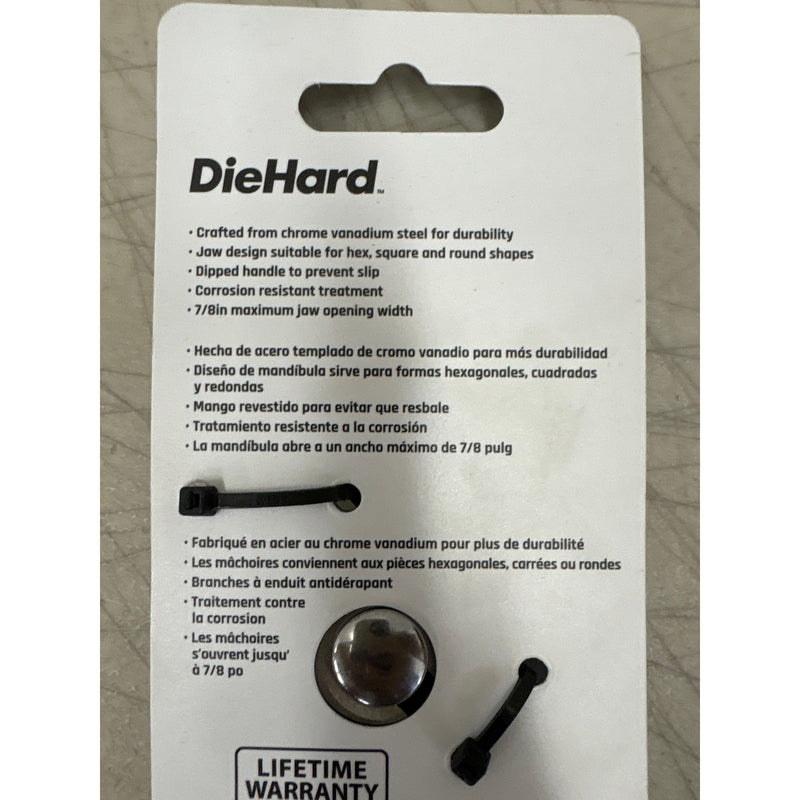 DieHard™
• Crafted from chrome vanadium steel for durability
• Jaw design suitable for hex, square and round shapes
• Dipped handle to prevent slip
• Corrosion resistant treatment
• 7/8in maximum jaw opening width
• Hecha de acero templado de cromo vanadio para más durabilidad
• Diseño de mandíbula sirve para formas hexagonales, cuadradas
y redondas
• Mango revestido para evitar que resbale
• Tratamiento resistente a la corrosión
• La mandíbula abre a un ancho máximo de 7/8 pulg
• Fabriqué en acier au chrome vanadium pour plus de durabilité
• Les mâchoires conviennent aux pièces hexagonales, carrées ou rondes
• Branches à enduit antidérapant
• Traitement contre
la corrosion
• Les mâchoires
s'ouvrent jusqu'
à 7/8 po
LIFETIME
WARRANTY